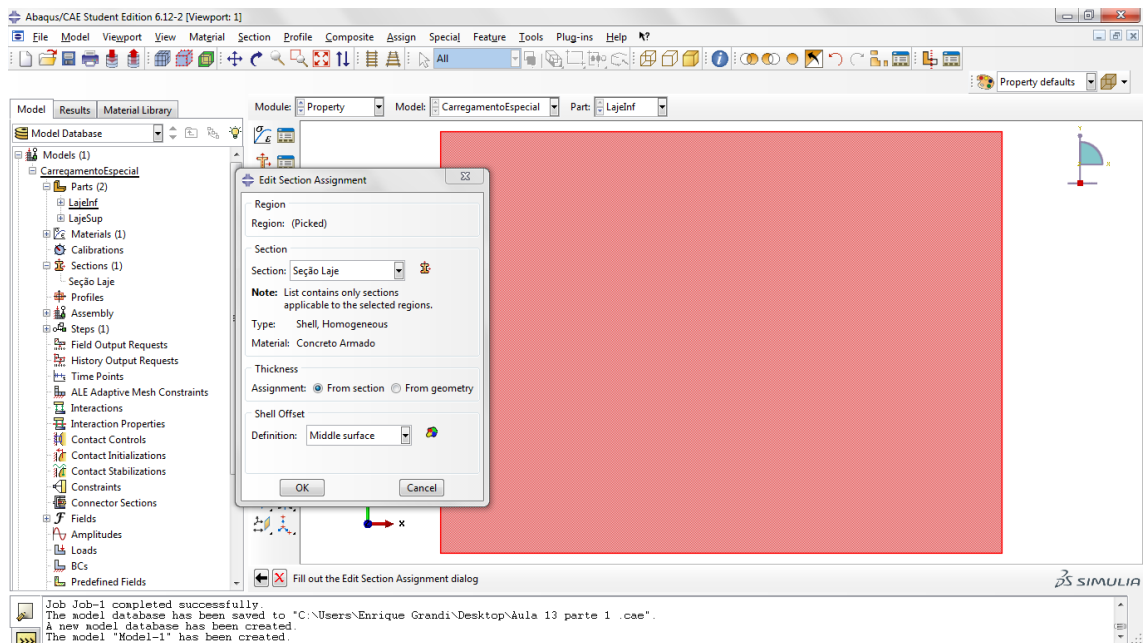 Abaqus/CAE Student Edition 6.12-2 [Viewport: 1]
File Model Viewport View Material Section Profile Composite Assign Special Feature Tools Plug-ins Help
All
Property defaults
Model Results Material Library
Module: Property Model: CarregamentoEspecial Part: LajeInf
Model Database
Models (1)
CarregamentoEspecial
Parts (2)
LajeInf
LajeSup
Materials (1)
Calibrations
Sections (1)
Seção Laje
Profiles
Assembly
Steps (1)
Field Output Requests
History Output Requests
Time Points
ALE Adaptive Mesh Constraints
Interactions
Interaction Properties
Contact Controls
Contact Initializations
Contact Stabilizations
Constraints
Connector Sections
Fields
Amplitudes
Loads
BCs
Predefined Fields
Edit Section Assignment
Region
Region: (Picked)
Section
Section: Seção Laje
Note: List contains only sections
applicable to the selected regions.
Type: Shell, Homogeneous
Material: Concreto Armado
Thickness
Assignment: From section From geometry
Shell Offset
Definition: Middle surface
OK Cancel
Y
X
X
Fill out the Edit Section Assignment dialog
SIMULIA
Job Job-1 completed successfully.
The model database has been saved to "C:\Users\Enrique Grandi\Desktop\Aula 13 parte 1 .cae".
A new model database has been created.
The model "Model-1" has been created.